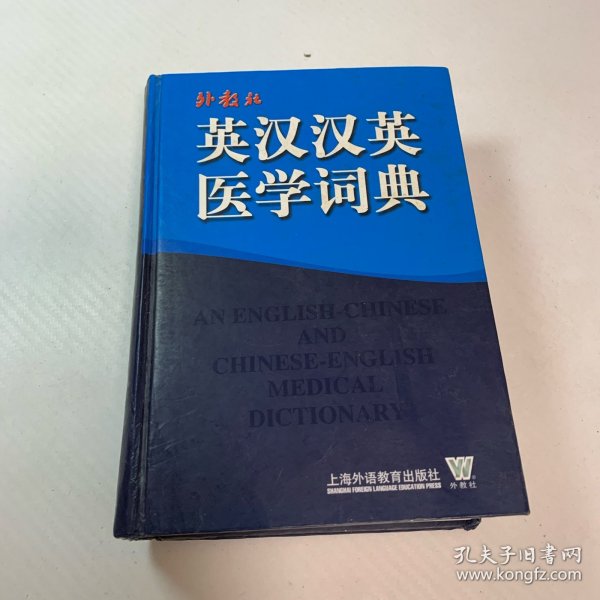 外教社
英汉汉英
医学词典
AN ENGLISH-CHINESE
AND
CHINESE-ENGLISH
MEDICAL
DICTIONARY
上海外语教育出版社
SHANGHAI FOREIGN LANGUAGE EDUCATION PRESS
W
外教社
孔夫子旧书网
www.kongfz.com